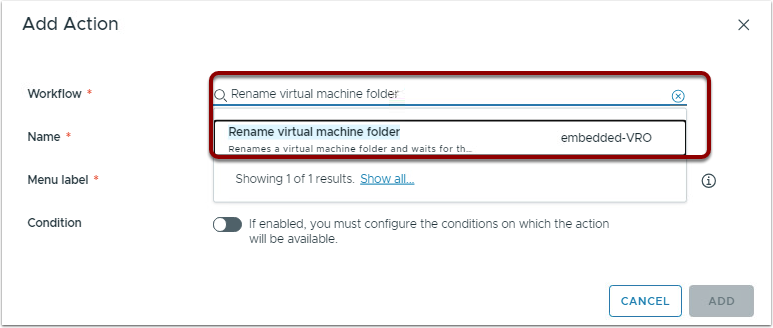 Add Action
Workflow *
Rename virtual machine folder
Name *
Rename virtual machine folder
embedded-VRO
Renames a virtual machine folder and waits for th...
Menu label *
Showing 1 of 1 results. Show all...
Condition
If enabled, you must configure the conditions on which the action
will be available.
CANCEL
ADD